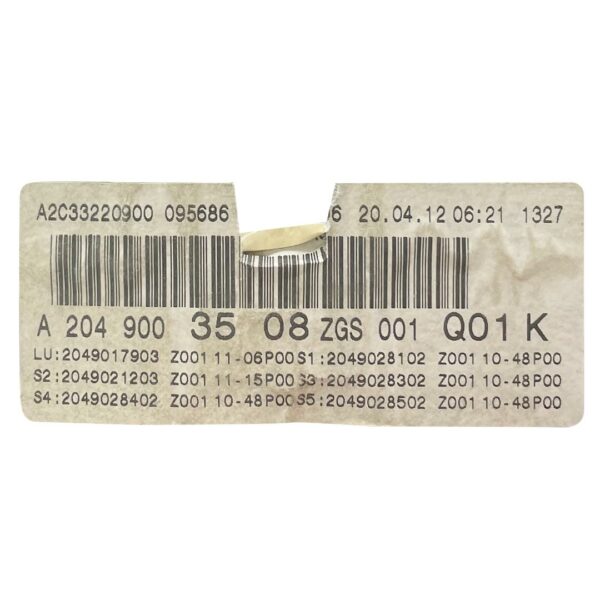 A2C33220900 095686 6 20.04.12 06:21 1327
A 204 900 35 08 ZGS 001 Q01 K
LU:2049017903 Z001 11-06P00 S1:2049028102 Z001 10-48P00
S2:2049021203 Z001 11-15P00 S3:2049028302 Z001 10-48P00
S4:2049028402 Z001 10-48P00 S5:2049028502 Z001 10-48P00